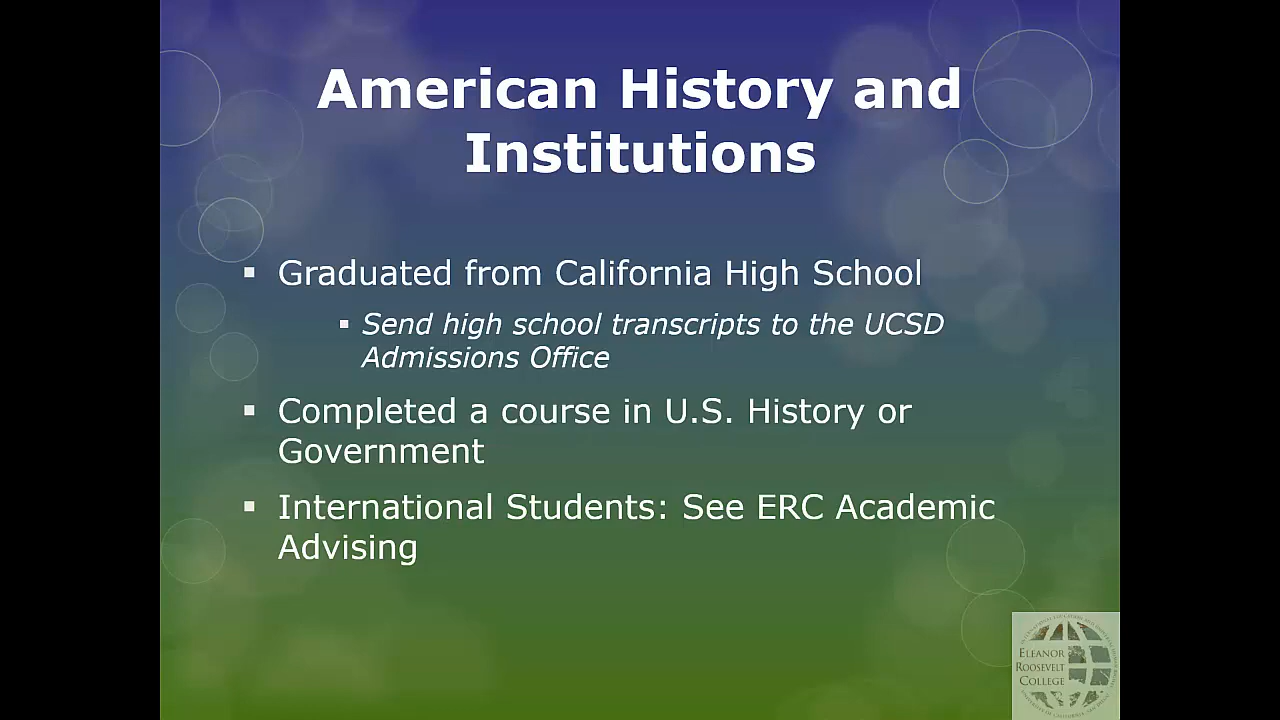 American History and
Institutions
▪ Graduated from California High School
▪ Send high school transcripts to the UCSD
Admissions Office
▪ Completed a course in U.S. History or
Government
▪ International Students: See ERC Academic
Advising
ELEANOR
ROOSEVELT
COLLEGE